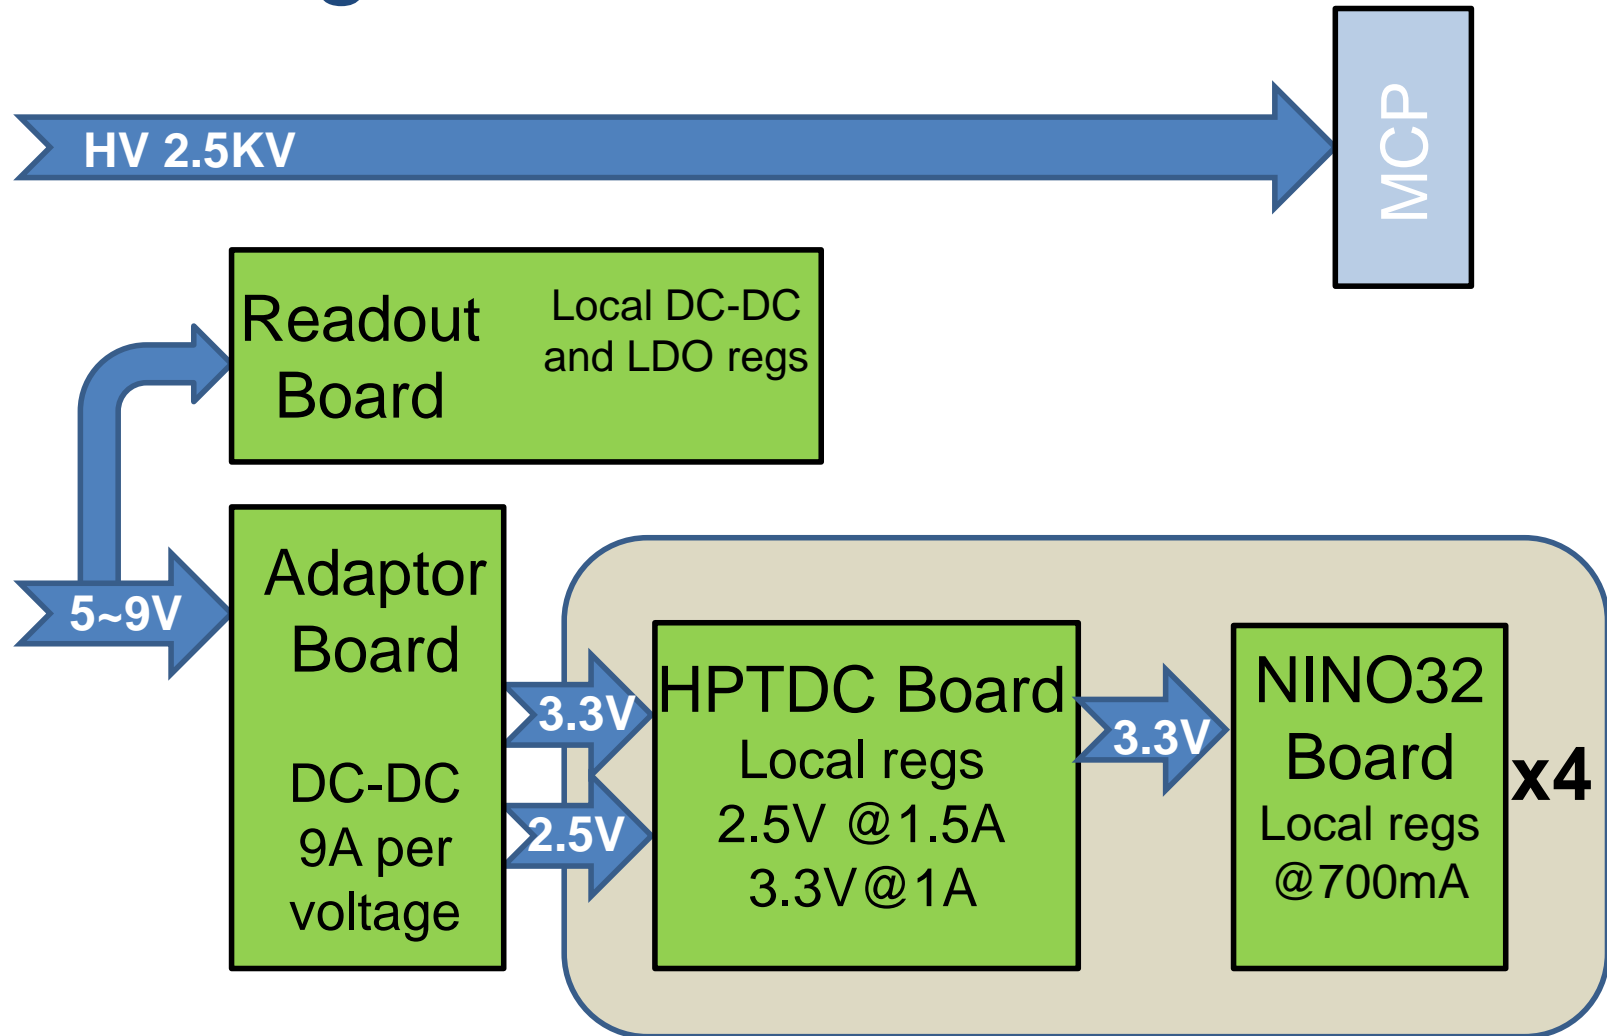 HV 2.5KV
MCP
Readout
Board
Local DC-DC
and LDO regs
5~9V
Adaptor
Board
DC-DC
9A per
voltage
3.3V
2.5V
HPTDC Board
Local regs
2.5V @1.5A
3.3V@1A
3.3V
NINO32
Board
Local regs
@700mA
x4